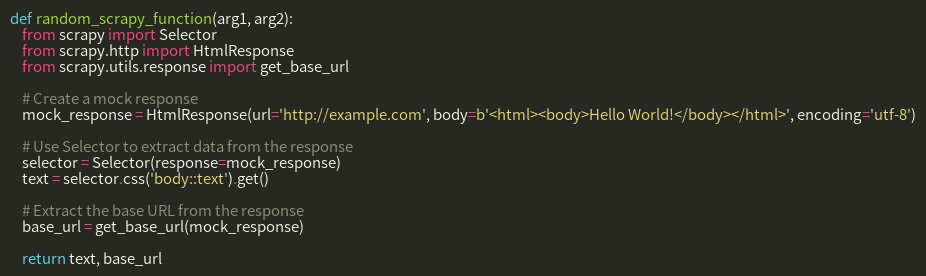 def random_scrapy_function(arg1, arg2):
from scrapy import Selector
from scrapy.http import HtmlResponse
from scrapy.utils.response import get_base_url
# Create a mock response
mock_response = HtmlResponse(url='http://example.com', body=b'<html><body>Hello World!</body></html>', encoding='utf-8')
# Use Selector to extract data from the response
selector = Selector(response=mock_response)
text = selector.css('body::text').get()
# Extract the base URL from the response
base_url = get_base_url(mock_response)
return text, base_url